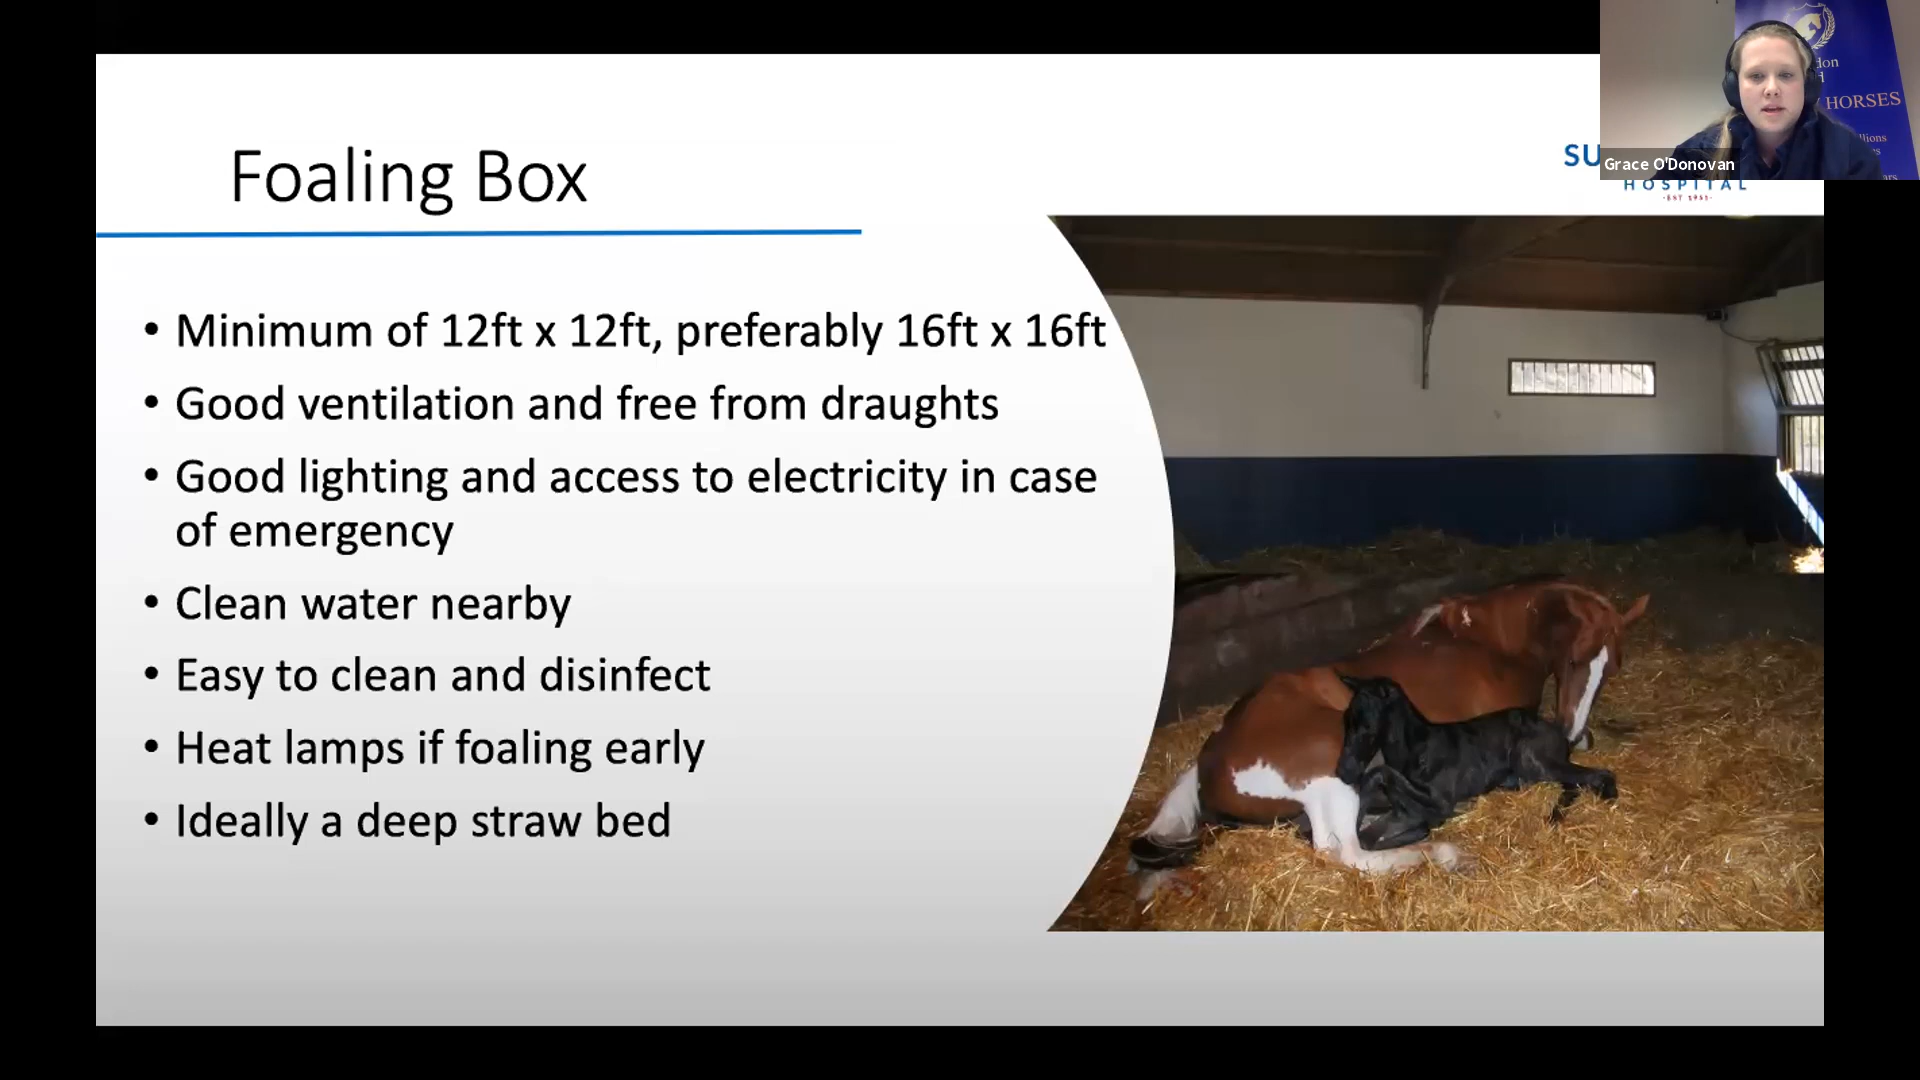 Foaling Box
• Minimum of 12ft x 12ft, preferably 16ft x 16ft
• Good ventilation and free from draughts
• Good lighting and access to electricity in case
of emergency
• Clean water nearby
• Easy to clean and disinfect
• Heat lamps if foaling early
• Ideally a deep straw bed
HORSES
Grace O'Donovan
HOSPITAL